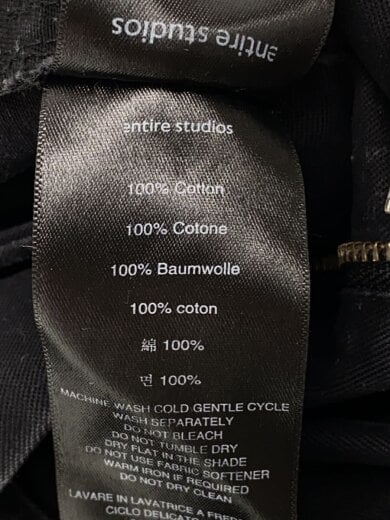 entire studios
entire studios
100% Cotton
100% Cotone
100% Baumwolle
100% coton
綿 100%
면 100%
MACHINE WASH COLD GENTLE CYCLE
WASH SEPARATELY
DO NOT BLEACH
DO NOT TUMBLE DRY
DRY FLAT IN THE SHADE
DO NOT USE FABRIC SOFTENER
WARM IRON IF REQUIRED
DO NOT DRY CLEAN
LAVARE IN LAVATRICE A FRED
CICLO DELICATO